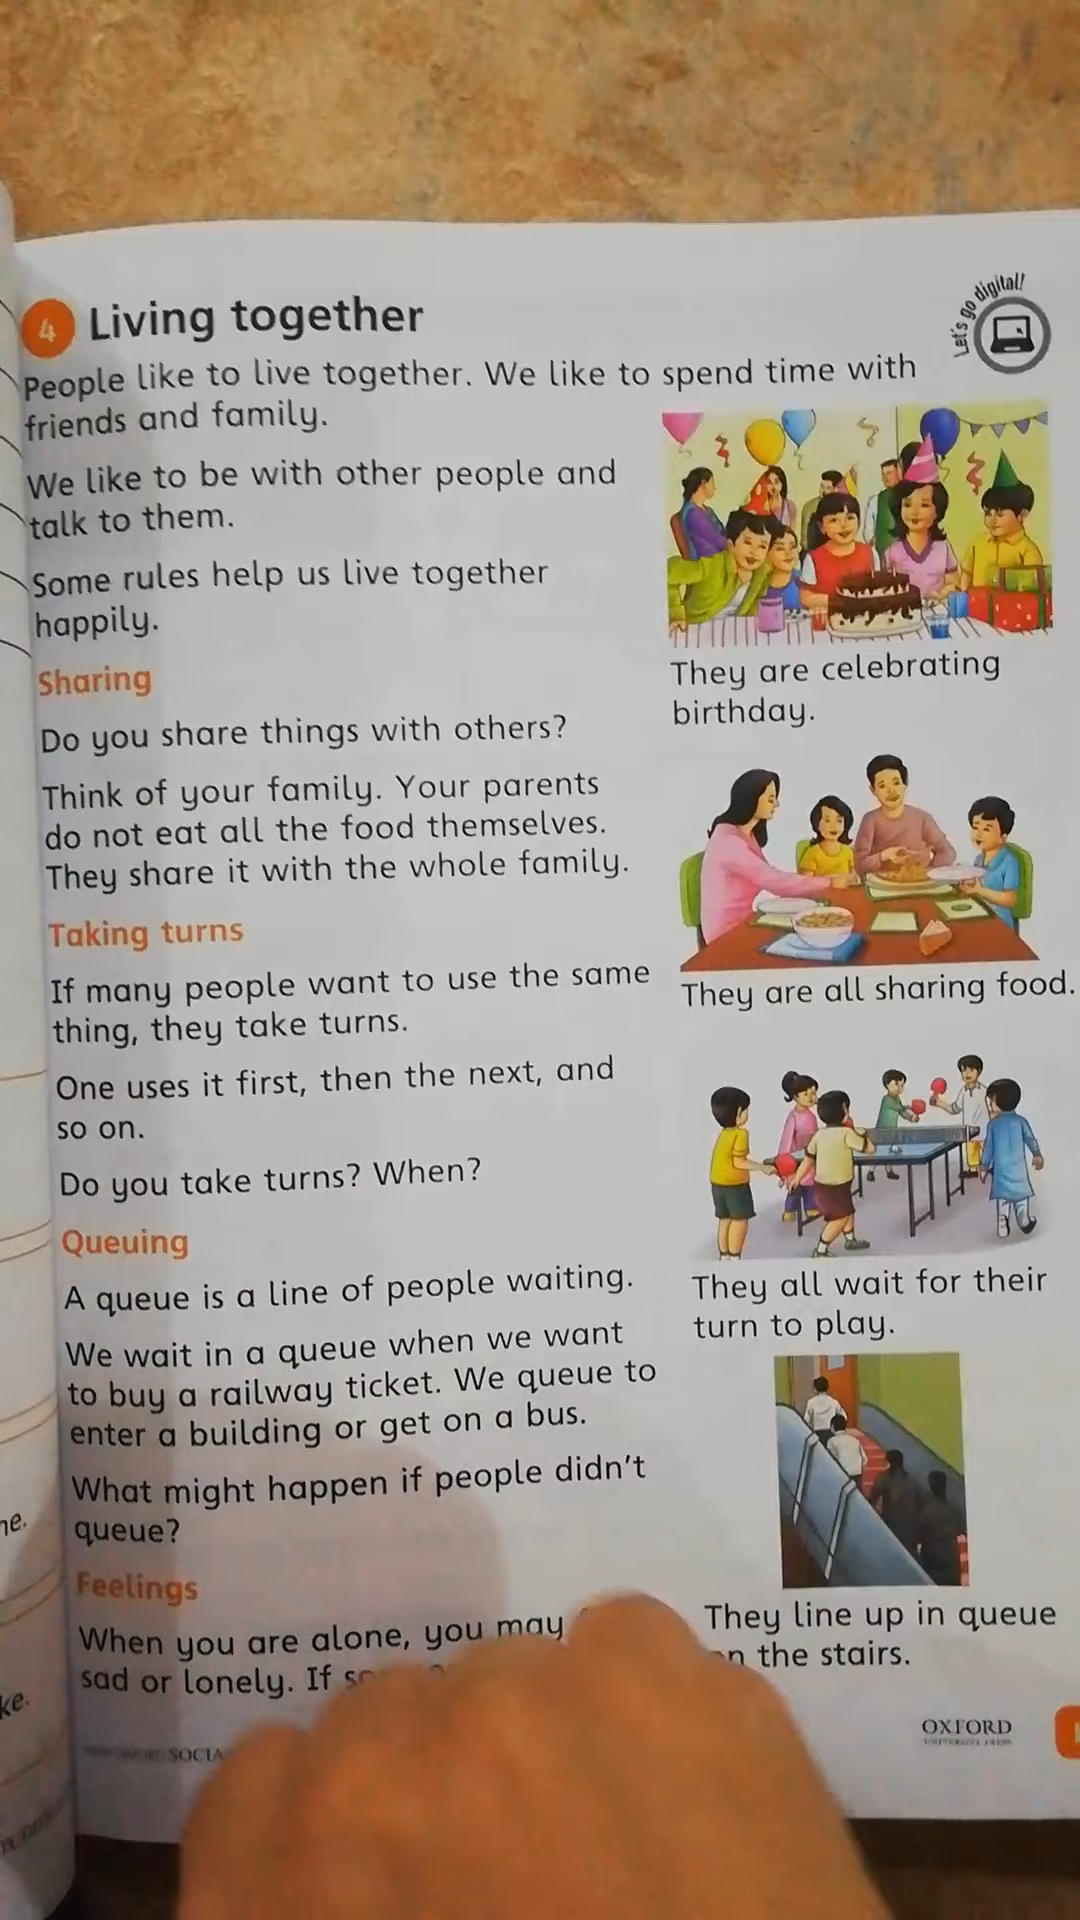 4 Living together
Let's go digital!
People like to live together. We like to spend time with
friends and family.
We like to be with other people and
talk to them.
Some rules help us live together
happily.
Sharing
Do you share things with others?
Think of your family. Your parents
do not eat all the food themselves.
They share it with the whole family.
Taking turns
If many people want to use the same
thing, they take turns.
One uses it first, then the next, and
so on.
Do you take turns? When?
Queuing
A queue is a line of people waiting.
We wait in a queue when we want
to buy a railway ticket. We queue to
enter a building or get on a bus.
What might happen if people didn't
queue?
Feelings
When you are alone, you may
sad or lonely. If
They are celebrating
birthday.
They are all sharing food.
They all wait for their
turn to play.
They line up in queue
the stairs.
OXFORD
UNIVERSITY PRESS